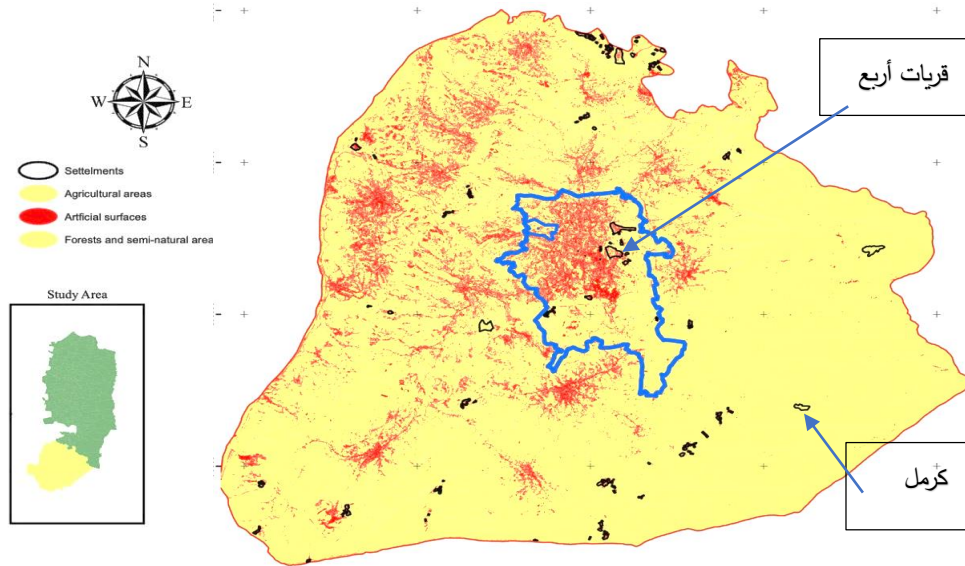 N
W E
S
Settelments
Agricultural areas
Artficial surfaces
Forests and semi-natural area
Study Area
قريات أربع
كرمل